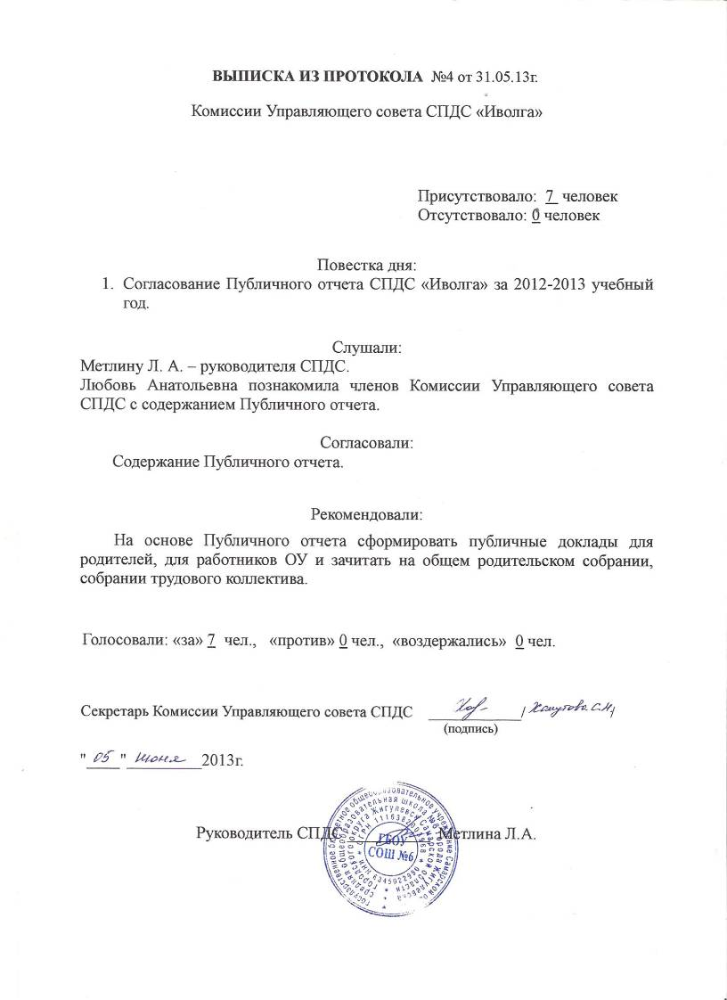 ВЫПИСКА ИЗ ПРОТОКОЛА №4 от 31.05.13г.
Комиссии Управляющего совета СПДС «Иволга»
Присутствовало: 7 человек
Отсутствовало: 0 человек
Повестка дня:
1. Согласование Публичного отчета СПДС «Иволга» за 2012-2013 учебный
год.
Слушали:
Метлину Л. А. – руководителя СПДС.
Любовь Анатольевна познакомила членов Комиссии Управляющего совета
СПДС с содержанием Публичного отчета.
Согласовали:
Содержание Публичного отчета.
Рекомендовали:
На основе Публичного отчета сформировать публичные доклады для
родителей, для работников ОУ и зачитать на общем родительском собрании,
собрании трудового коллектива.
Голосовали: «за» 7 чел., «против» 0 чел., «воздержались» 0 чел.
Секретарь Комиссии Управляющего совета СПДС ____________/ Хомутова С.Н/
(подпись)
"05" июня 2013г.
Руководитель СПДС Метлина Л.А.
ГБОУ
СОШ №6